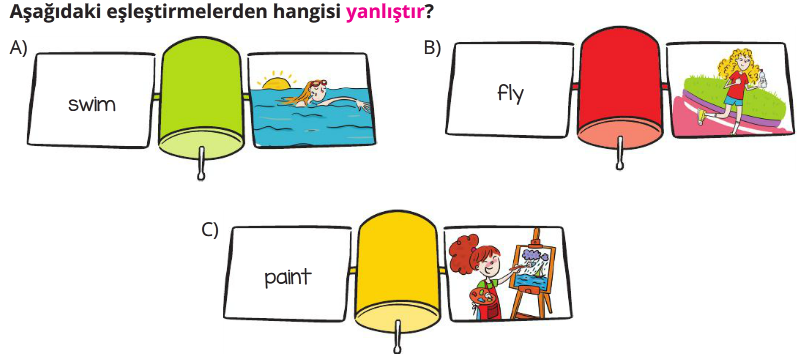 Aşağıdaki eşleştirmelerden hangisi yanlıştır?
A)
swim
B)
fly
C)
paint